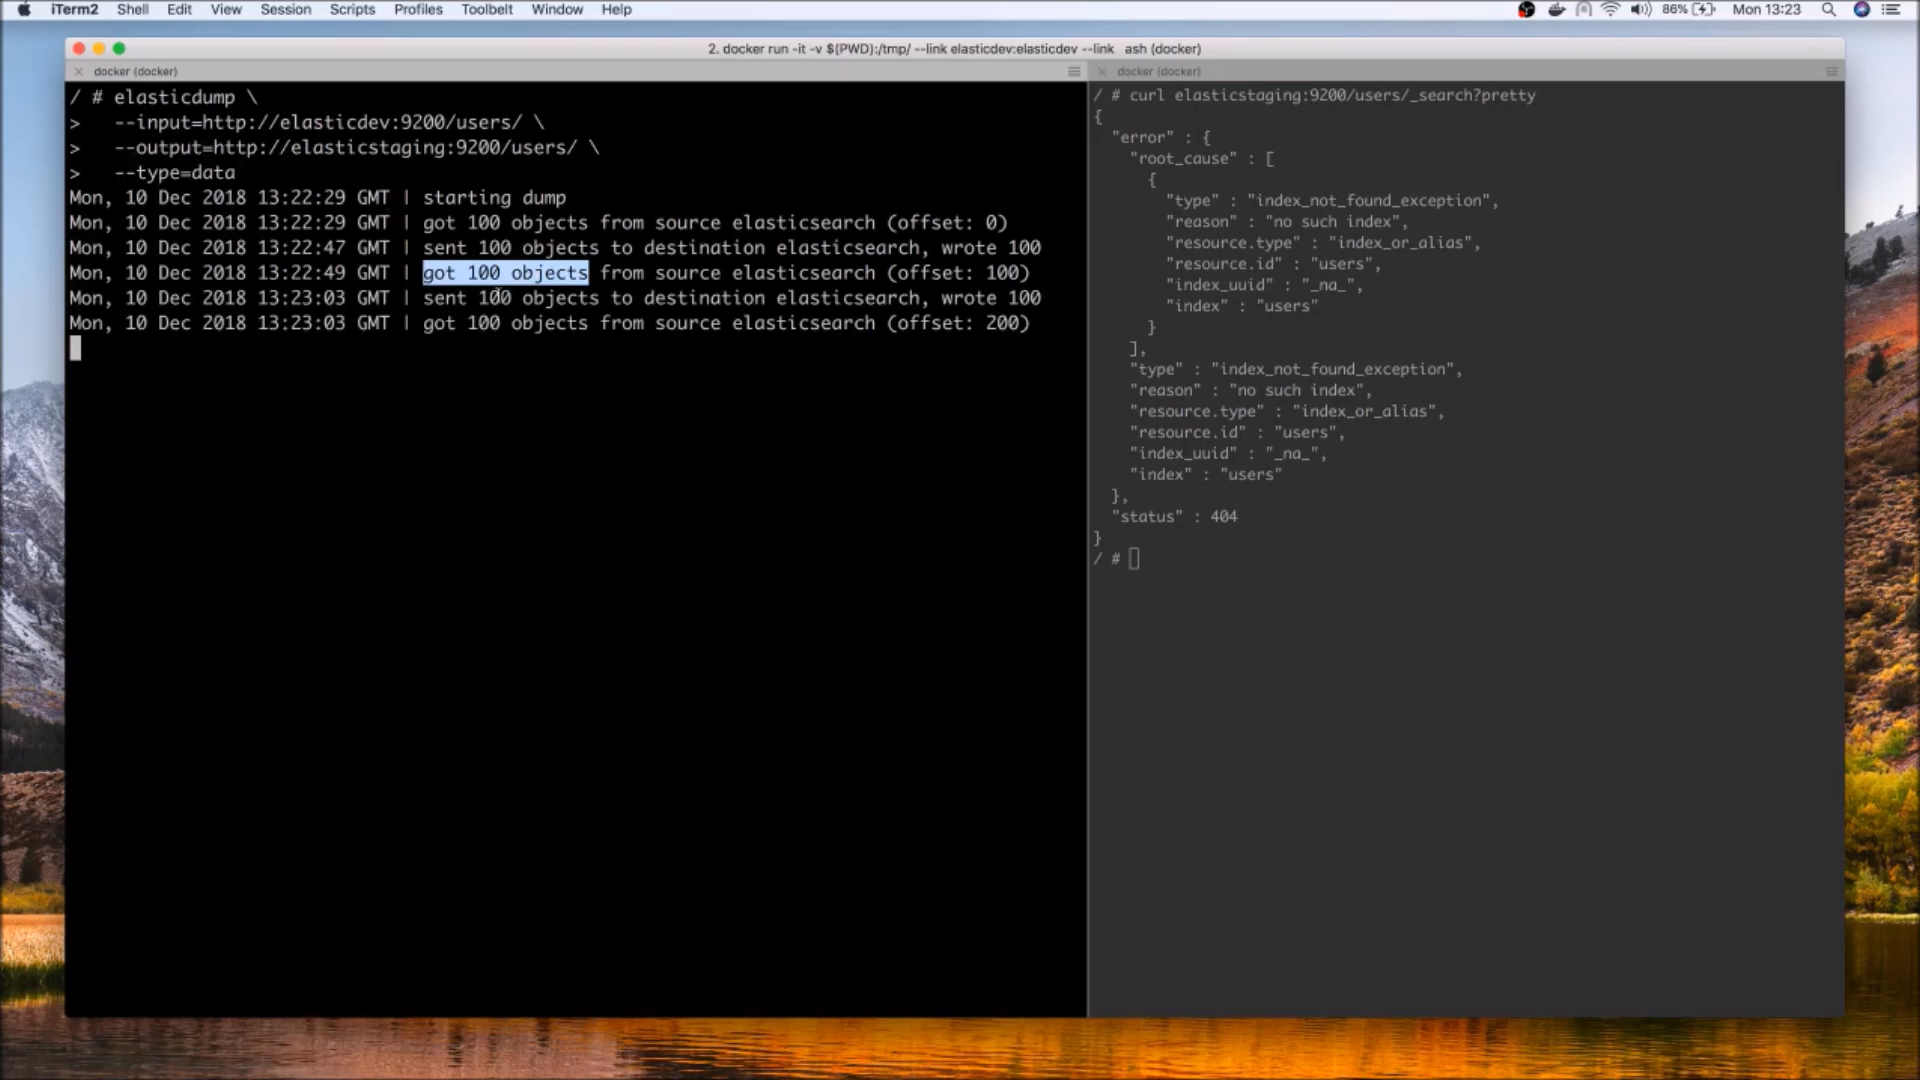 iTerm2 Shell Edit View Session Scripts Profiles Toolbelt Window Help 86% Mon 13:23
2. docker run -it -v $(PWD):/tmp/ --link elasticdev:elasticdev --link   ash (docker)
docker (docker)
/ # elasticdump \
>   --input=http://elasticdev:9200/users/ \
>   --output=http://elasticstaging:9200/users/ \
>   --type=data
Mon, 10 Dec 2018 13:22:29 GMT | starting dump
Mon, 10 Dec 2018 13:22:29 GMT | got 100 objects from source elasticsearch (offset: 0)
Mon, 10 Dec 2018 13:22:47 GMT | sent 100 objects to destination elasticsearch, wrote 100
Mon, 10 Dec 2018 13:22:49 GMT | got 100 objects from source elasticsearch (offset: 100)
Mon, 10 Dec 2018 13:23:03 GMT | sent 100 objects to destination elasticsearch, wrote 100
Mon, 10 Dec 2018 13:23:03 GMT | got 100 objects from source elasticsearch (offset: 200)
docker (docker)
/ # curl elasticstaging:9200/users/_search?pretty
{
  "error" : {
    "root_cause" : [
      {
        "type" : "index_not_found_exception",
        "reason" : "no such index",
        "resource.type" : "index_or_alias",
        "resource.id" : "users",
        "index_uuid" : "_na_",
        "index" : "users"
      }
    ],
    "type" : "index_not_found_exception",
    "reason" : "no such index",
    "resource.type" : "index_or_alias",
    "resource.id" : "users",
    "index_uuid" : "_na_",
    "index" : "users"
  },
  "status" : 404
}
/ #